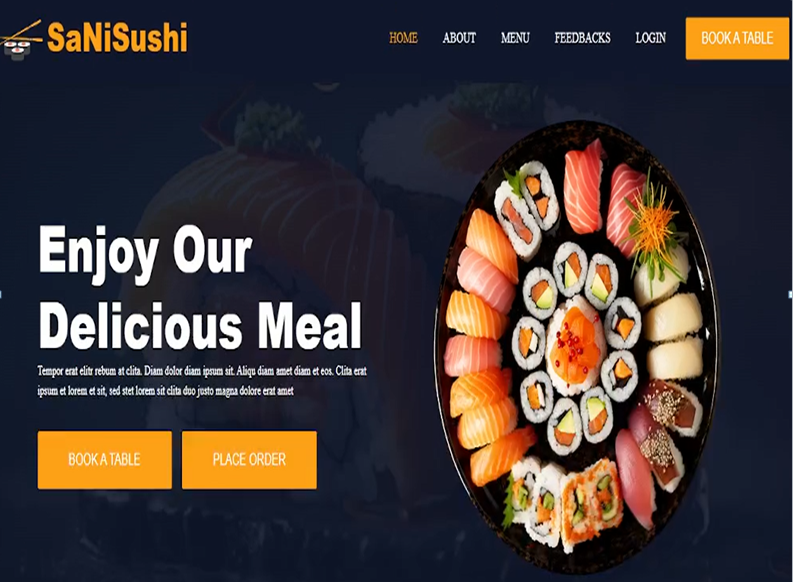 SaNiSushi
HOME ABOUT MENU FEEDBACKS LOGIN BOOK A TABLE
Enjoy Our
Delicious Meal
Tempor erat elitr rebum at clita. Diam dolor diam ipsum sit. Aliqu diam amet diam et eos. Clita erat
ipsum et lorem et sit, sed stet lorem sit clita duo justo magna dolore erat amet
BOOK A TABLE PLACE ORDER